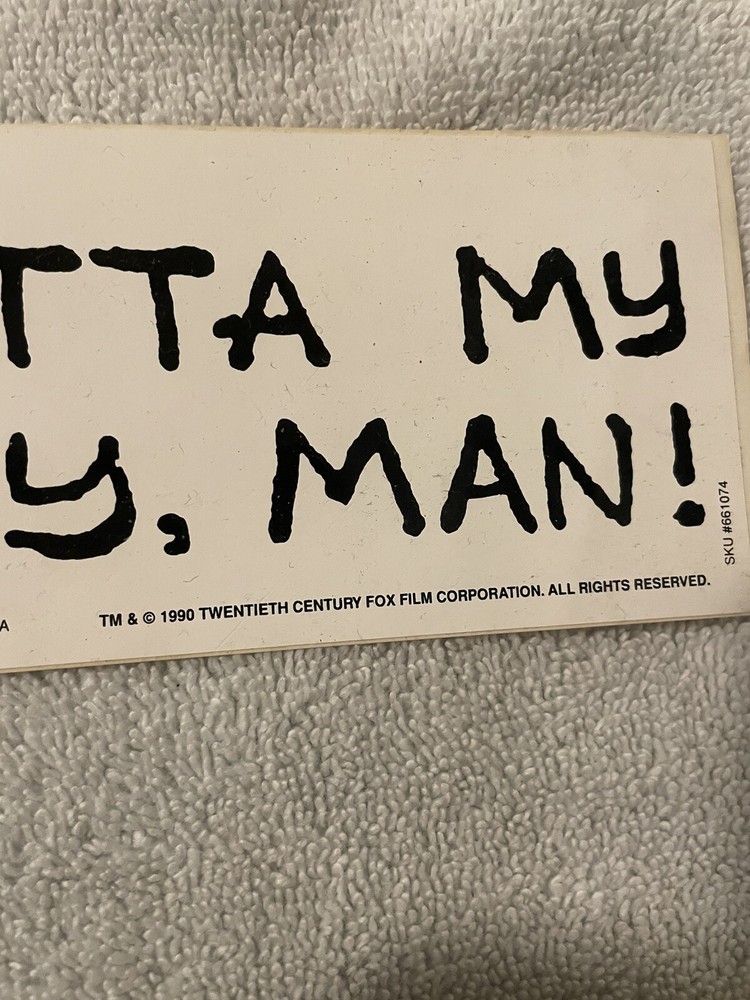 TTA MY
Y, MAN!
SKU #661074
A
TM & © 1990 TWENTIETH CENTURY FOX FILM CORPORATION. ALL RIGHTS RESERVED.